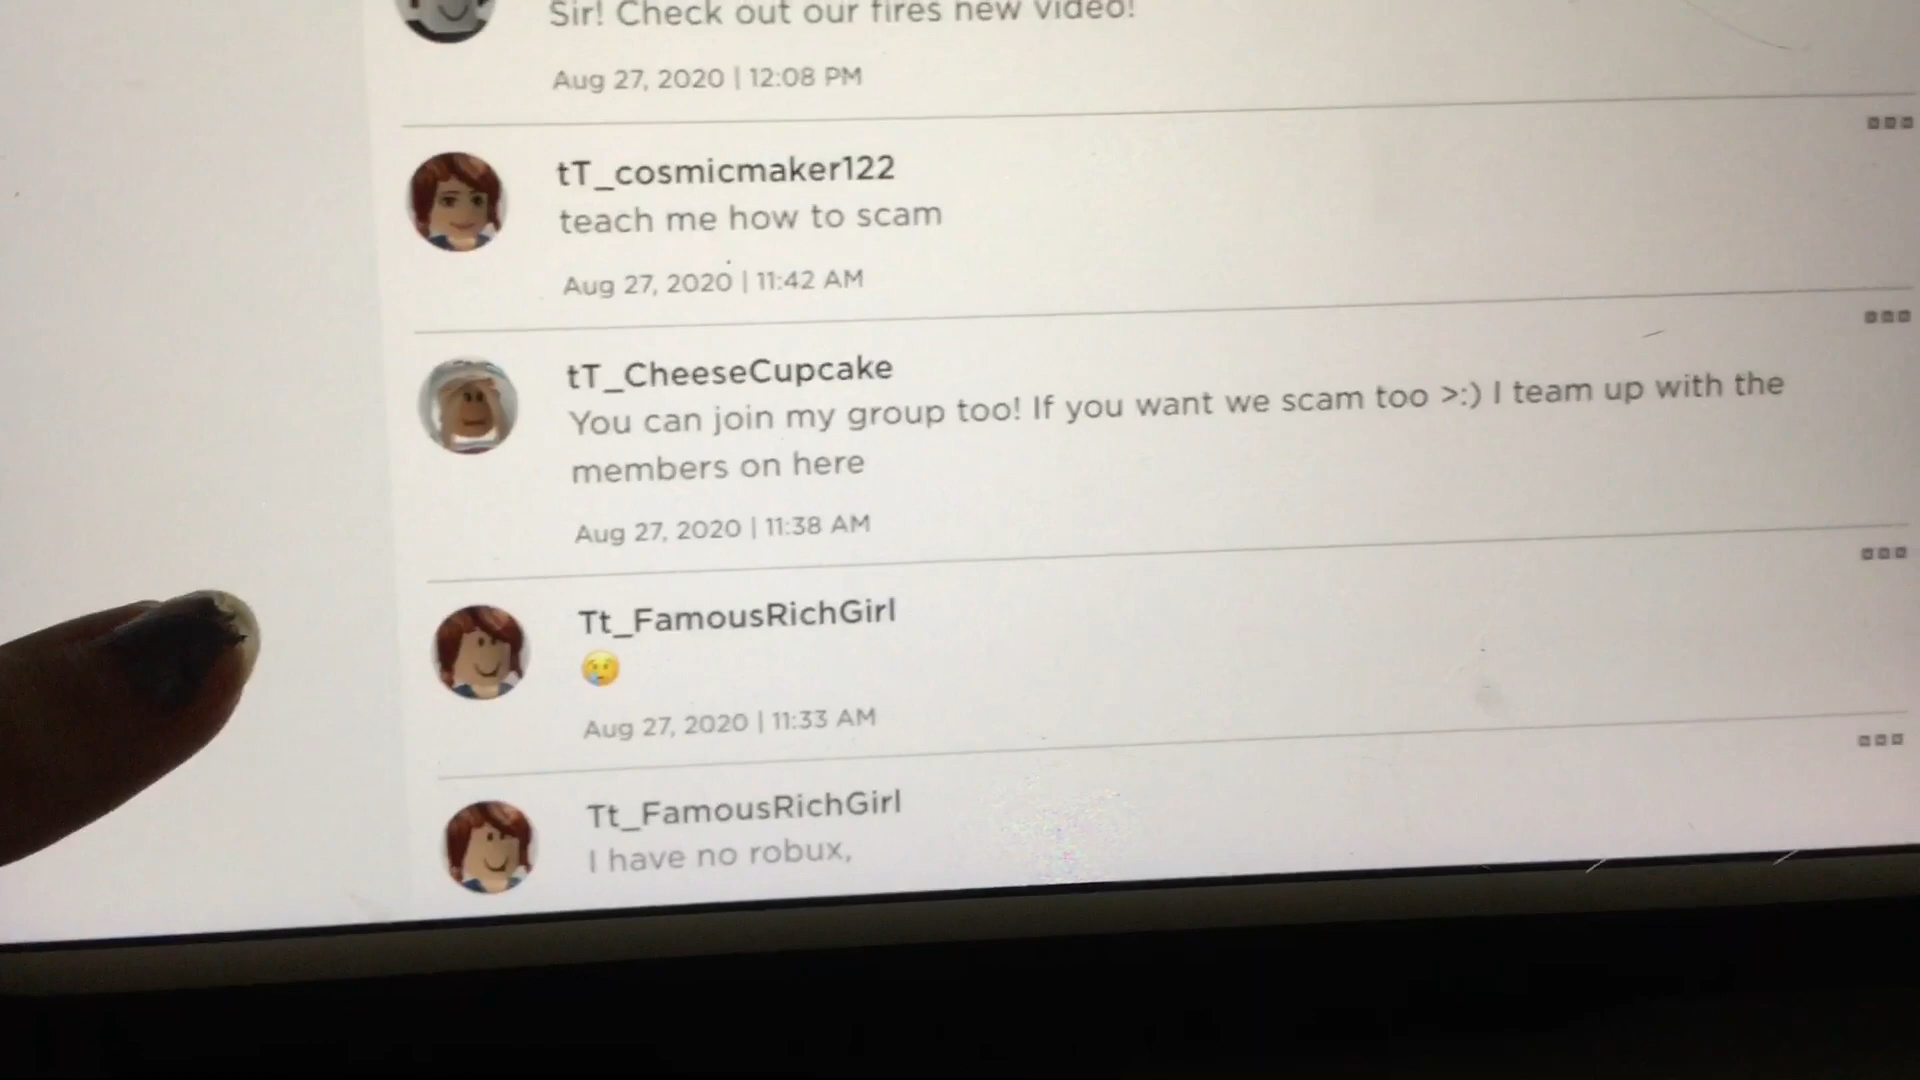 Sir! Check out our fires new video!
Aug 27, 2020 | 12:08 PM
tT_cosmicmaker122
teach me how to scam
Aug 27, 2020 | 11:42 AM
tT_CheeseCupcake
You can join my group too! If you want we scam too >:) I team up with the
members on here
Aug 27, 2020 | 11:38 AM
Tt_FamousRichGirl
😢
Aug 27, 2020 | 11:33 AM
Tt_FamousRichGirl
I have no robux,